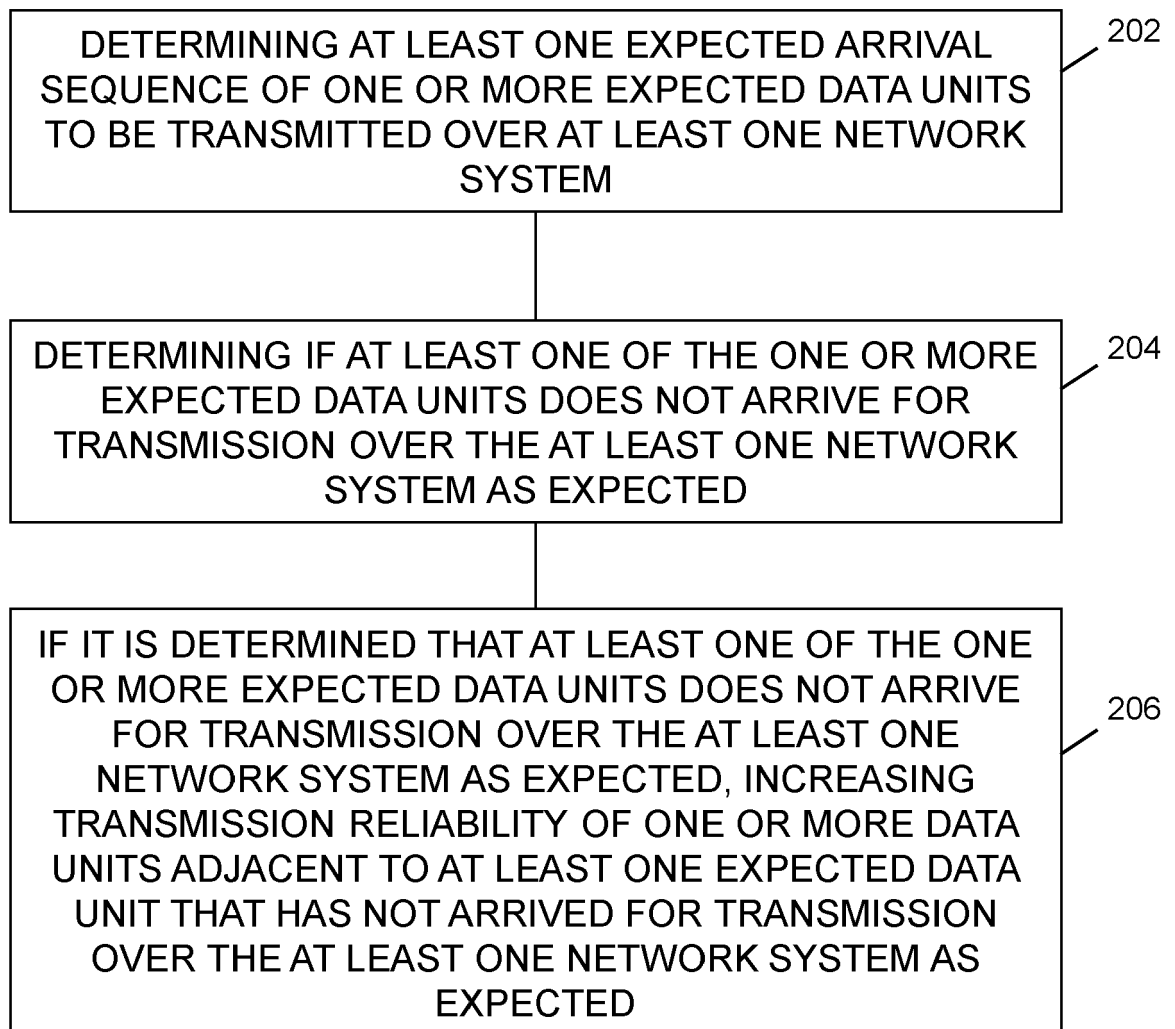 DETERMINING AT LEAST ONE EXPECTED ARRIVAL
SEQUENCE OF ONE OR MORE EXPECTED DATA UNITS
TO BE TRANSMITTED OVER AT LEAST ONE NETWORK
SYSTEM
202
DETERMINING IF AT LEAST ONE OF THE ONE OR MORE
EXPECTED DATA UNITS DOES NOT ARRIVE FOR
TRANSMISSION OVER THE AT LEAST ONE NETWORK
SYSTEM AS EXPECTED
204
IF IT IS DETERMINED THAT AT LEAST ONE OF THE ONE
OR MORE EXPECTED DATA UNITS DOES NOT ARRIVE
FOR TRANSMISSION OVER THE AT LEAST ONE
NETWORK SYSTEM AS EXPECTED, INCREASING
TRANSMISSION RELIABILITY OF ONE OR MORE DATA
UNITS ADJACENT TO AT LEAST ONE EXPECTED DATA
UNIT THAT HAS NOT ARRIVED FOR TRANSMISSION
OVER THE AT LEAST ONE NETWORK SYSTEM AS
EXPECTED
206